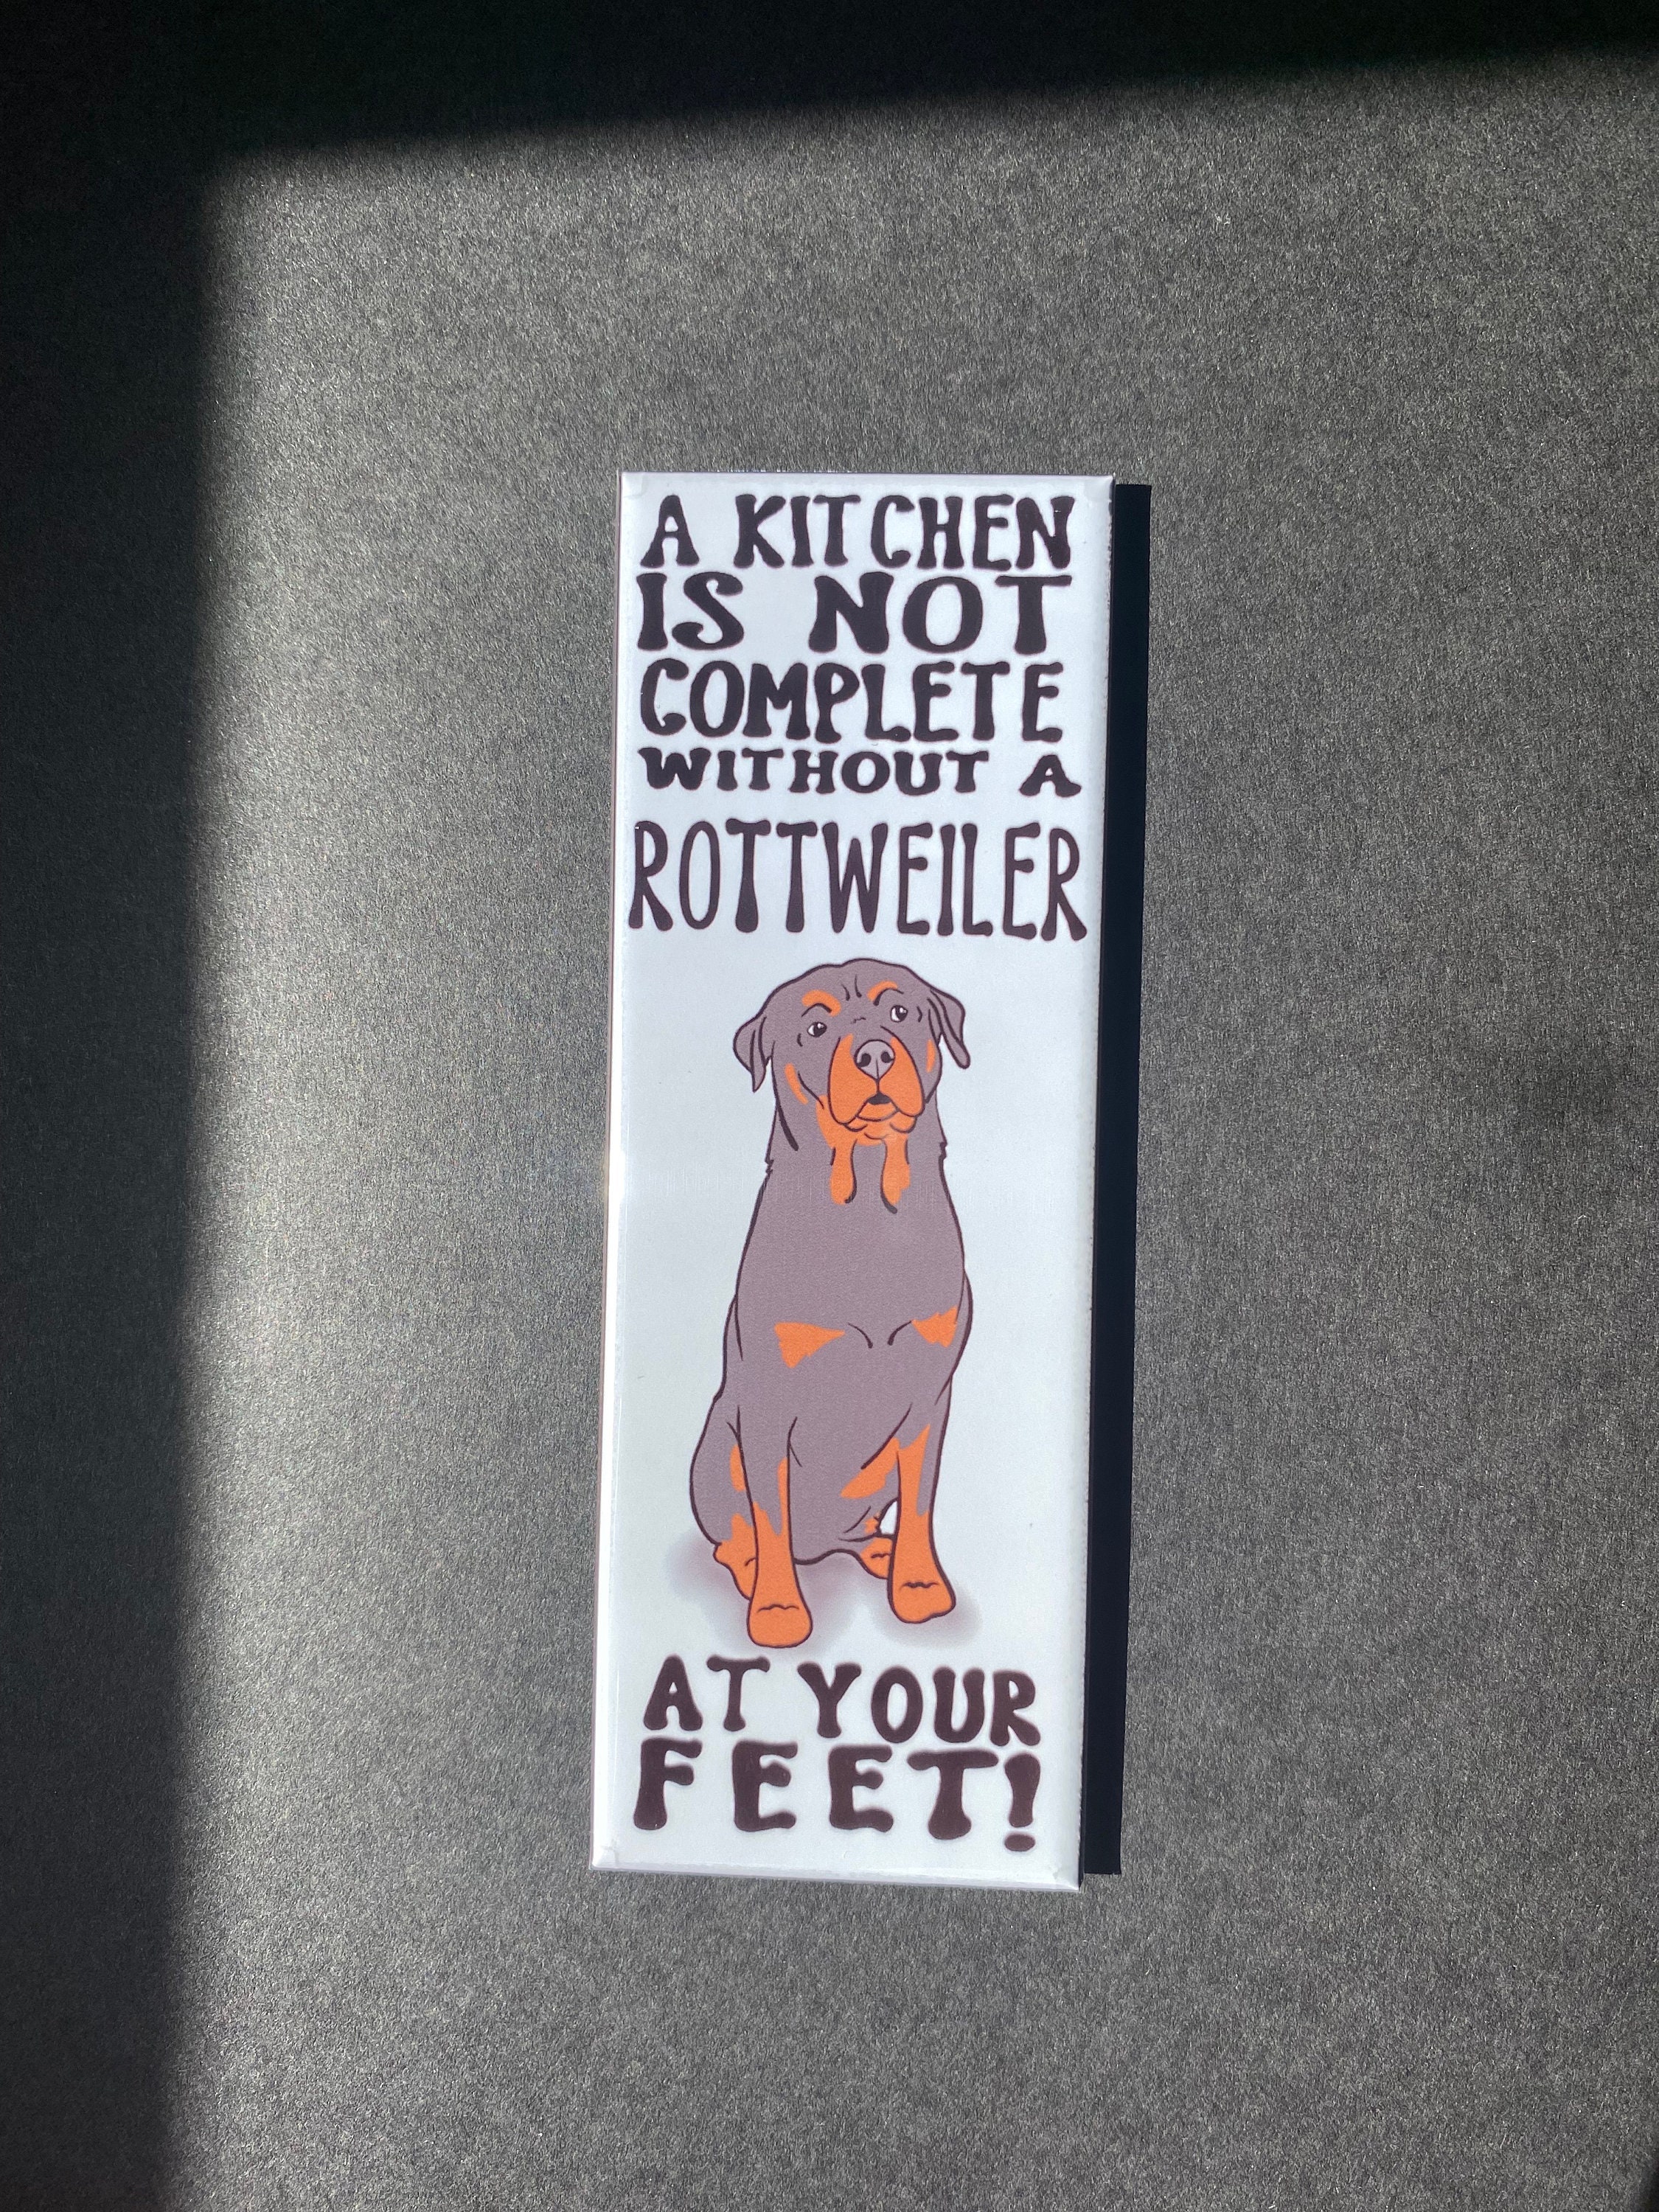 A KITCHEN
IS NOT
COMPLETE
WITHOUT A
ROTTWEILER
AT YOUR
FEET!